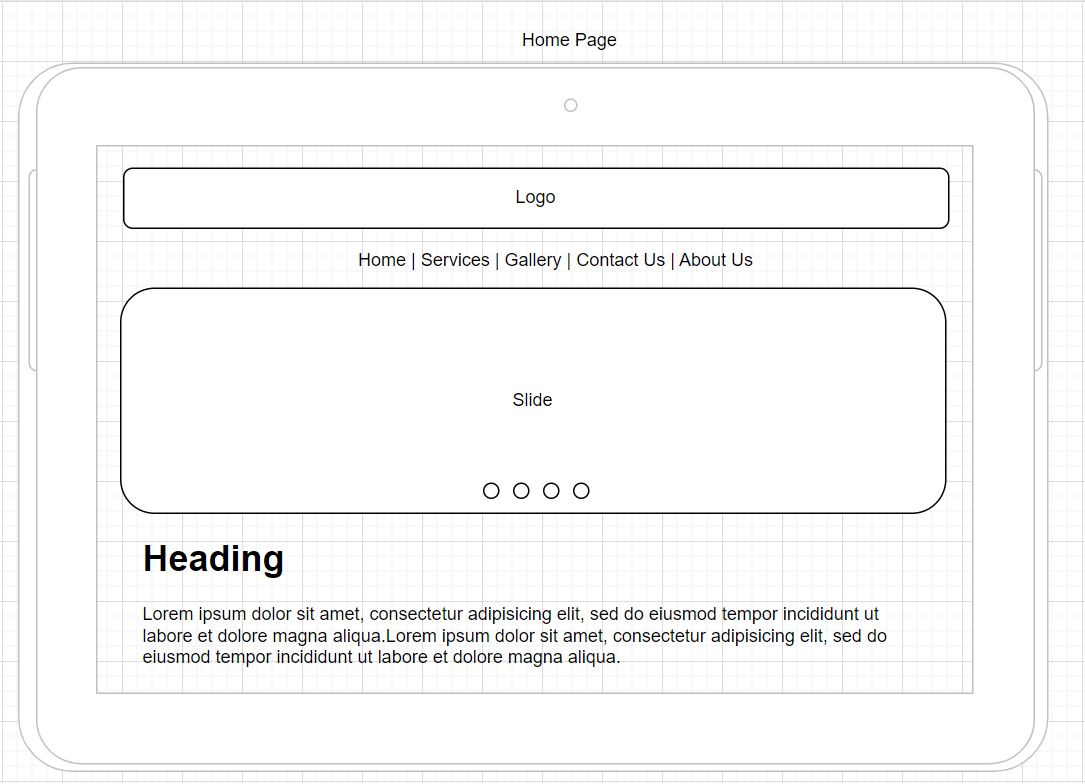 Home Page
Logo
Home | Services | Gallery | Contact Us | About Us
Slide
Heading
Lorem ipsum dolor sit amet, consectetur adipisicing elit, sed do eiusmod tempor incididunt ut
labore et dolore magna aliqua.Lorem ipsum dolor sit amet, consectetur adipisicing elit, sed do
eiusmod tempor incididunt ut labore et dolore magna aliqua.